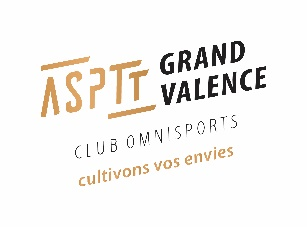 ASPTT GRAND
VALENCE
CLUB OMNISPORTS
cultivons vos envies